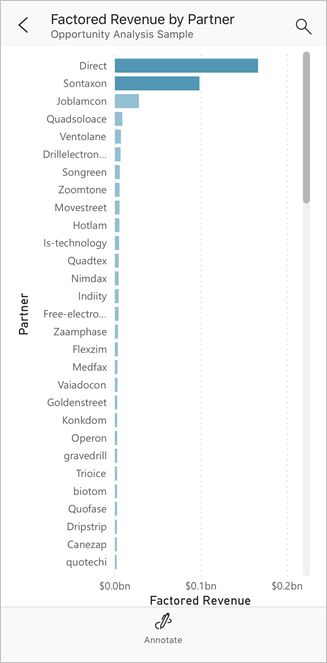 Factored Revenue by Partner
Opportunity Analysis Sample
Direct
Sontaxon
Joblamcon
Quadsoloace
Ventolane
Drillelectron...
Songreen
Zoomtone
Movestreet
Hotlam
Is-technology
Quadtex
Nimdax
Indiity
Free-electro...
Zaamphase
Flexzim
Medfax
Vaiadocon
Goldenstreet
Konkdom
Operon
gravedrill
Trioice
biotom
Quofase
Dripstrip
Canezap
quotechi
Partner
$0.0bn $0.1bn $0.2bn
Factored Revenue
Annotate